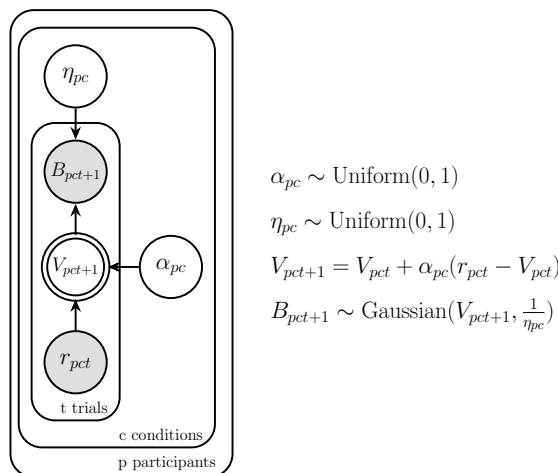 η_pc
B_pct+1
V_pct+1
α_pc
r_pct
t trials
c conditions
p participants
α_pc ∼ Uniform(0, 1)
η_pc ∼ Uniform(0, 1)
V_pct+1 = V_pct + α_pc(r_pct − V_pct)
B_pct+1 ∼ Gaussian(V_pct+1, 1/η_pc)